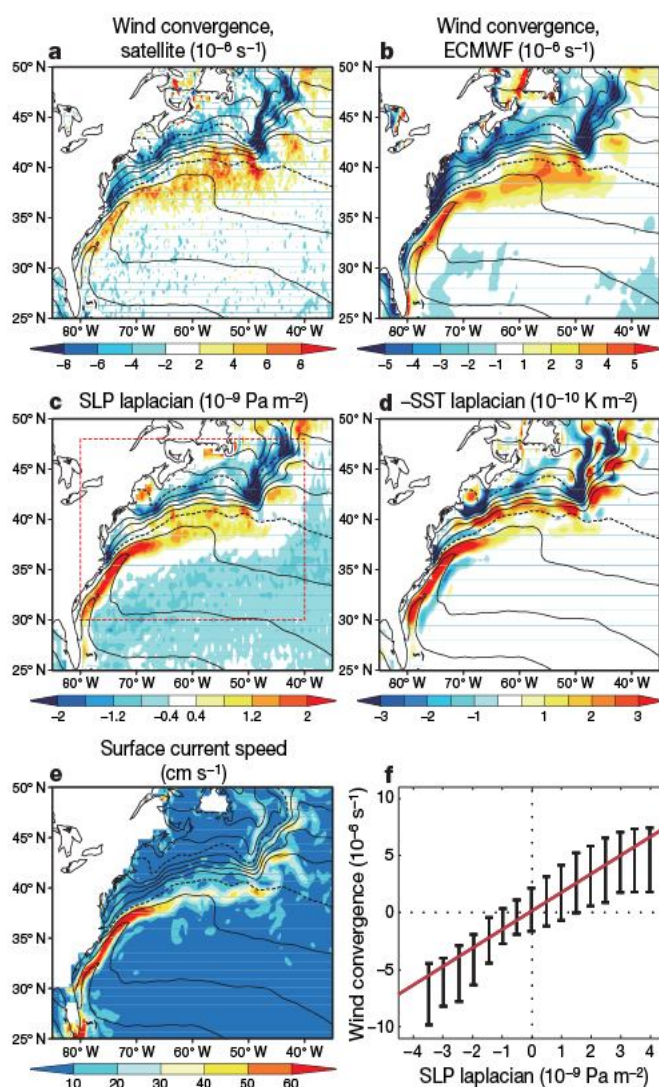 Wind convergence,
a satellite (10⁻⁶ s⁻¹)
50° N
45° N
40° N
35° N
30° N
25° N
80° W 70° W 60° W 50° W 40° W
−8 −6 −4 −2 2 4 6 8
Wind convergence,
b ECMWF (10⁻⁶ s⁻¹)
50° N
45° N
40° N
35° N
30° N
25° N
80° W 70° W 60° W 50° W 40° W
−5 −4 −3 −2 −1 1 2 3 4 5
c SLP laplacian (10⁻⁹ Pa m⁻²)
50° N
45° N
40° N
35° N
30° N
25° N
80° W 70° W 60° W 50° W 40° W
−2 −1.2 −0.4 0.4 1.2 2
d −SST laplacian (10⁻¹⁰ K m⁻²)
50° N
45° N
40° N
35° N
30° N
25° N
80° W 70° W 60° W 50° W 40° W
−3 −2 −1 1 2 3
Surface current speed
e (cm s⁻¹)
50° N
45° N
40° N
35° N
30° N
25° N
80° W 70° W 60° W 50° W 40° W
10 20 30 40 50 60
f
Wind convergence (10⁻⁶ s⁻¹)
10
5
0
−5
−10
−4 −3 −2 −1 0 1 2 3 4
SLP laplacian (10⁻⁹ Pa m⁻²)